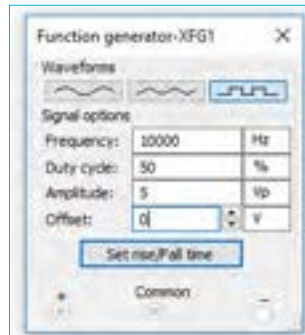 Function generator-XFG1
Waveforms
Signal options
Frequency: 10000 Hz
Duty cycle: 50 %
Amplitude: 5 Vp
Offset: 0 V
Set rise/Fall time
+ Common −